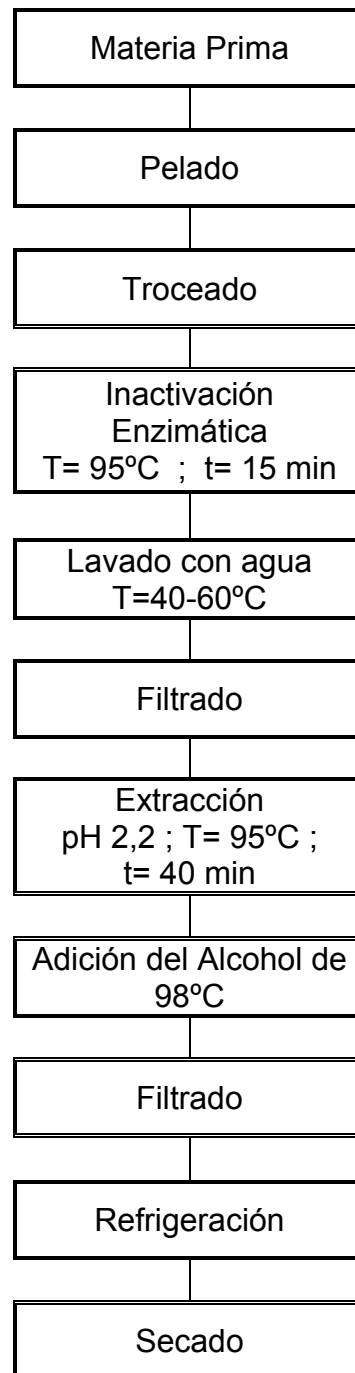 Materia Prima
Pelado
Troceado
Inactivación
Enzimática
T= 95ºC ; t= 15 min
Lavado con agua
T=40-60ºC
Filtrado
Extracción
pH 2,2 ; T= 95ºC ;
t= 40 min
Adición del Alcohol de
98ºC
Filtrado
Refrigeración
Secado